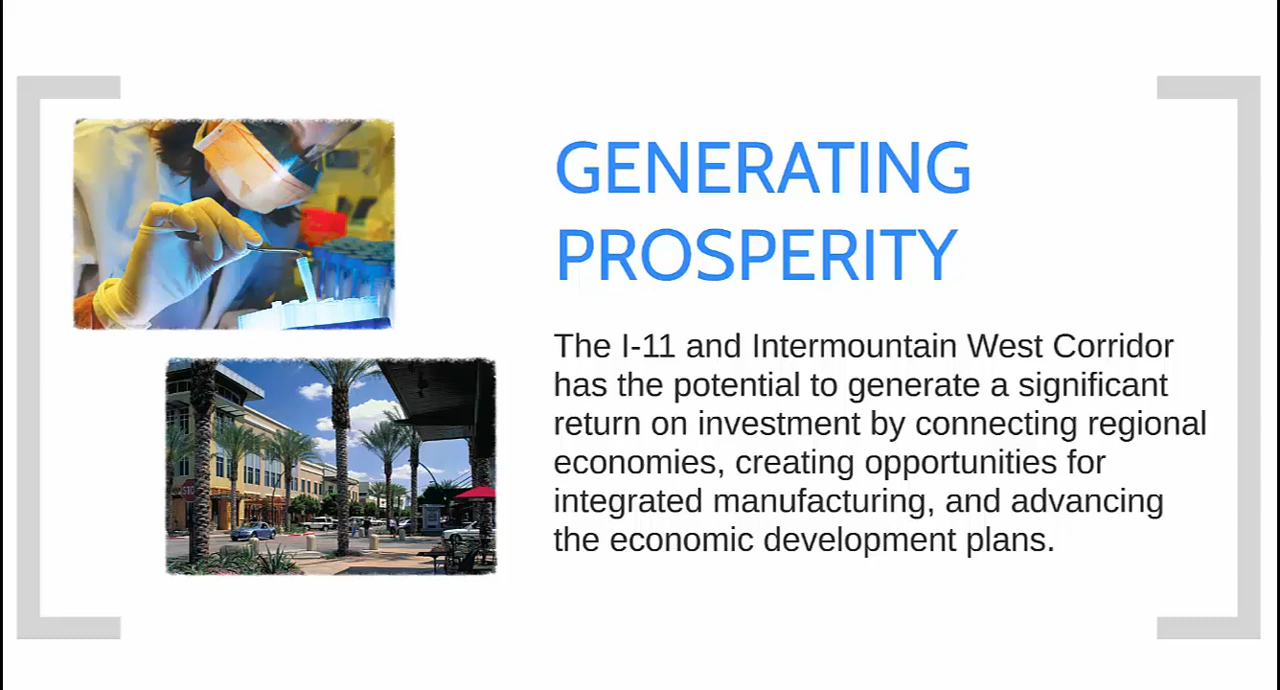 GENERATING
PROSPERITY
The I-11 and Intermountain West Corridor
has the potential to generate a significant
return on investment by connecting regional
economies, creating opportunities for
integrated manufacturing, and advancing
the economic development plans.
STOP